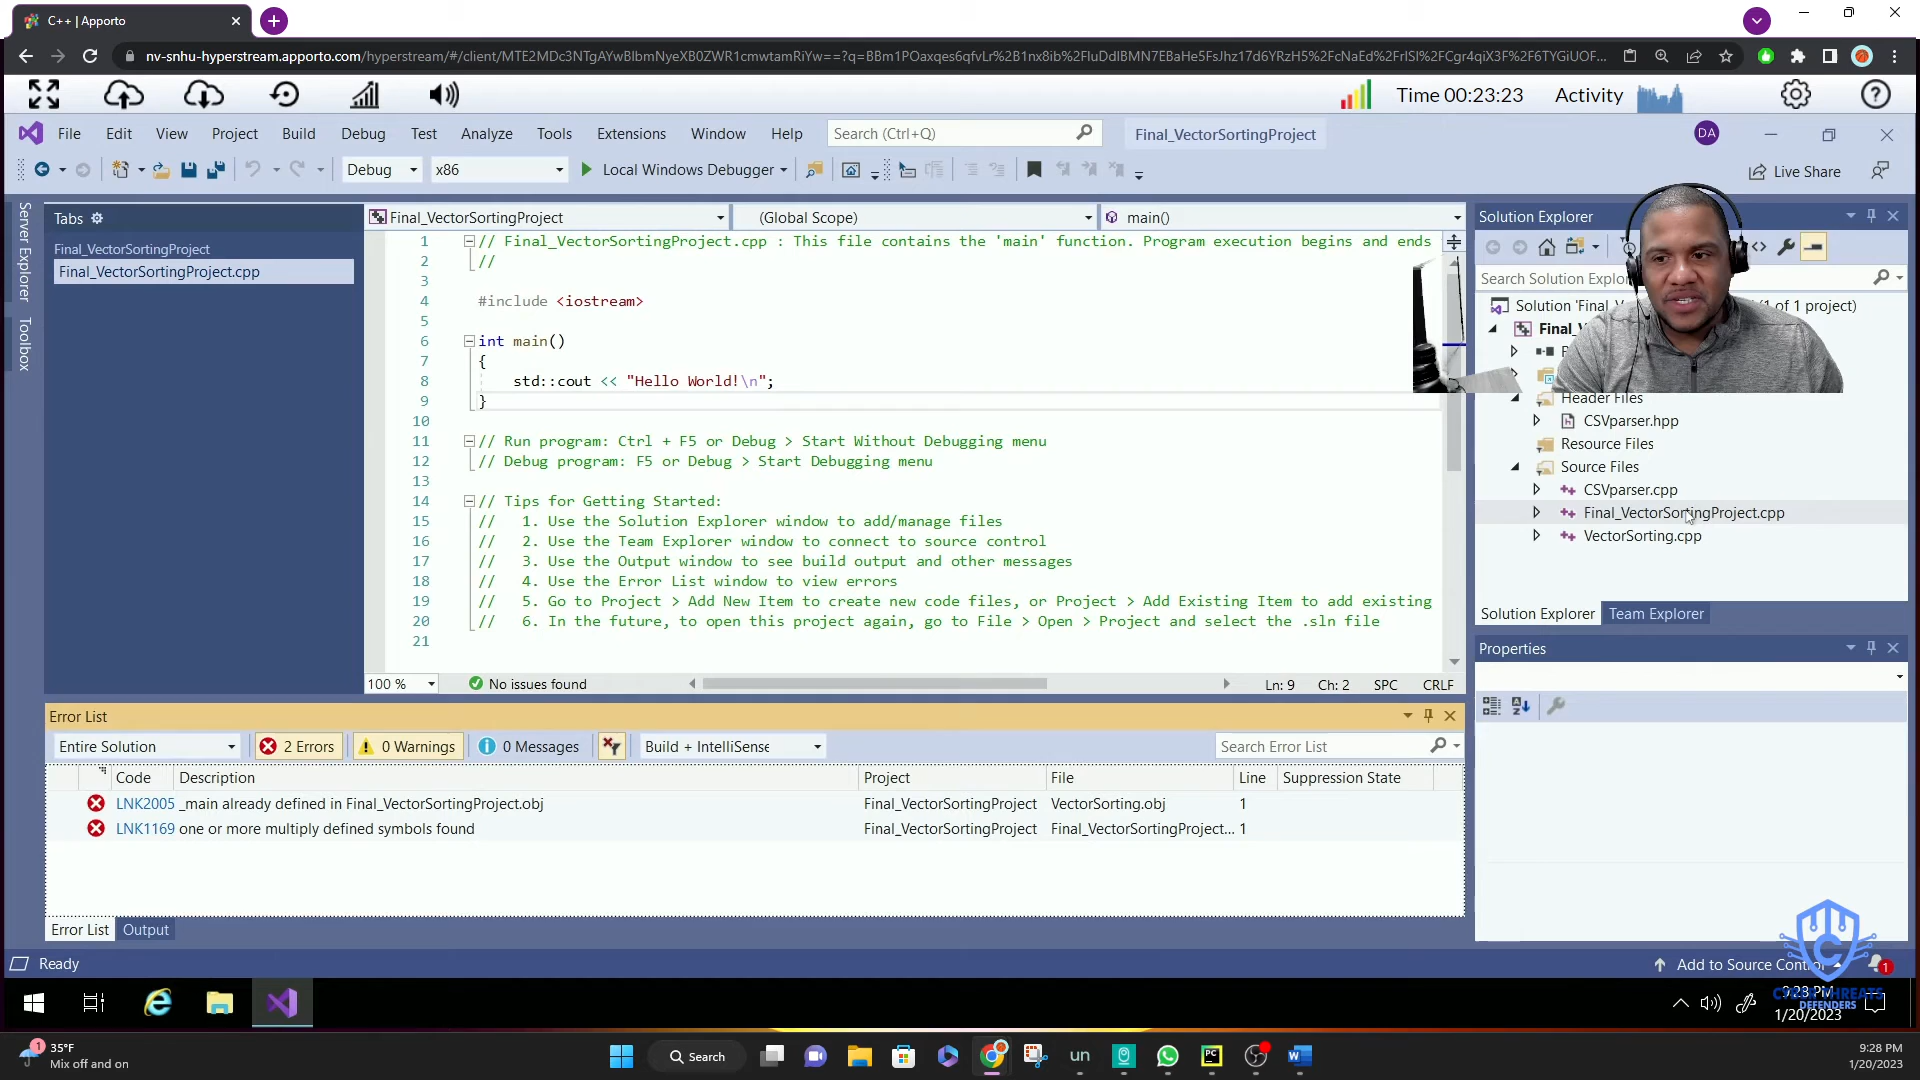 C++ | Apporto
nv-snhu-hyperstream.apporto.com/hyperstream/#/client/
Time 00:23:23 Activity
File Edit View Project Build Debug Test Analyze Tools Extensions Window Help Search (Ctrl+Q) Final_VectorSortingProject DA
Debug x86 Local Windows Debugger Live Share
Server Explorer
Toolbox
Tabs
Final_VectorSortingProject
Final_VectorSortingProject.cpp
Final_VectorSortingProject (Global Scope) main()
1 // Final_VectorSortingProject.cpp : This file contains the 'main' function. Program execution begins and ends
2 //
3
4 #include <iostream>
5
6 int main()
7 {
8 std::cout << "Hello World!\n";
9 }
10
11 // Run program: Ctrl + F5 or Debug > Start Without Debugging menu
12 // Debug program: F5 or Debug > Start Debugging menu
13
14 // Tips for Getting Started:
15 // 1. Use the Solution Explorer window to add/manage files
16 // 2. Use the Team Explorer window to connect to source control
17 // 3. Use the Output window to see build output and other messages
18 // 4. Use the Error List window to view errors
19 // 5. Go to Project > Add New Item to create new code files, or Project > Add Existing Item to add existing
20 // 6. In the future, to open this project again, go to File > Open > Project and select the .sln file
21
100 % No issues found Ln: 9 Ch: 2 SPC CRLF
Solution Explorer
Search Solution
Solution 'Final_ (1 of 1 project)
Final_
Header Files
CSVparser.hpp
Resource Files
Source Files
CSVparser.cpp
Final_VectorSortingProject.cpp
VectorSorting.cpp
Solution Explorer Team Explorer
Properties
Error List
Entire Solution 2 Errors 0 Warnings 0 Messages Build + IntelliSense Search Error List
Code Description Project File Line Suppression State
LNK2005 _main already defined in Final_VectorSortingProject.obj Final_VectorSortingProject VectorSorting.obj 1
LNK1169 one or more multiply defined symbols found Final_VectorSortingProject Final_VectorSortingProject... 1
Error List Output
Ready Add to Source Control 1
9:28 PM
1/20/2023
DEFENDERS
1 35°F
Mix off and on
Search
un
PC
9:28 PM
1/20/2023